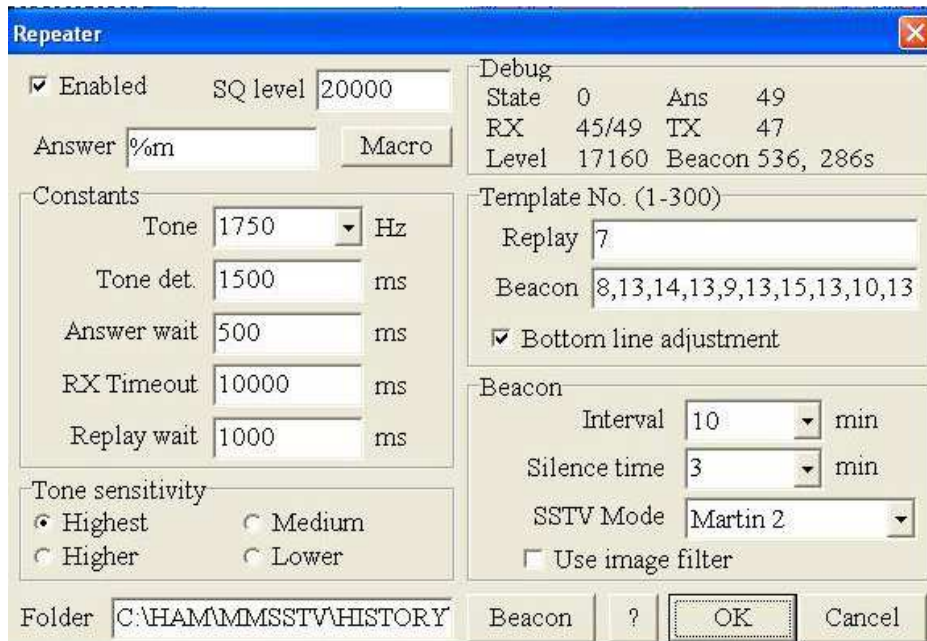 Repeater
Enabled
SQ level 20000
Answer %m Macro
Constants
Tone 1750 Hz
Tone det. 1500 ms
Answer wait 500 ms
RX Timeout 10000 ms
Replay wait 1000 ms
Tone sensitivity
Highest Medium
Higher Lower
Debug
State 0 Ans 49
RX 45/49 TX 47
Level 17160 Beacon 536, 286s
Template No. (1-300)
Replay 7
Beacon 8,13,14,13,9,13,15,13,10,13
Bottom line adjustment
Beacon
Interval 10 min
Silence time 3 min
SSTV Mode Martin 2
Use image filter
Folder C:\HAM\MMSSTV\HISTORY
Beacon ? OK Cancel